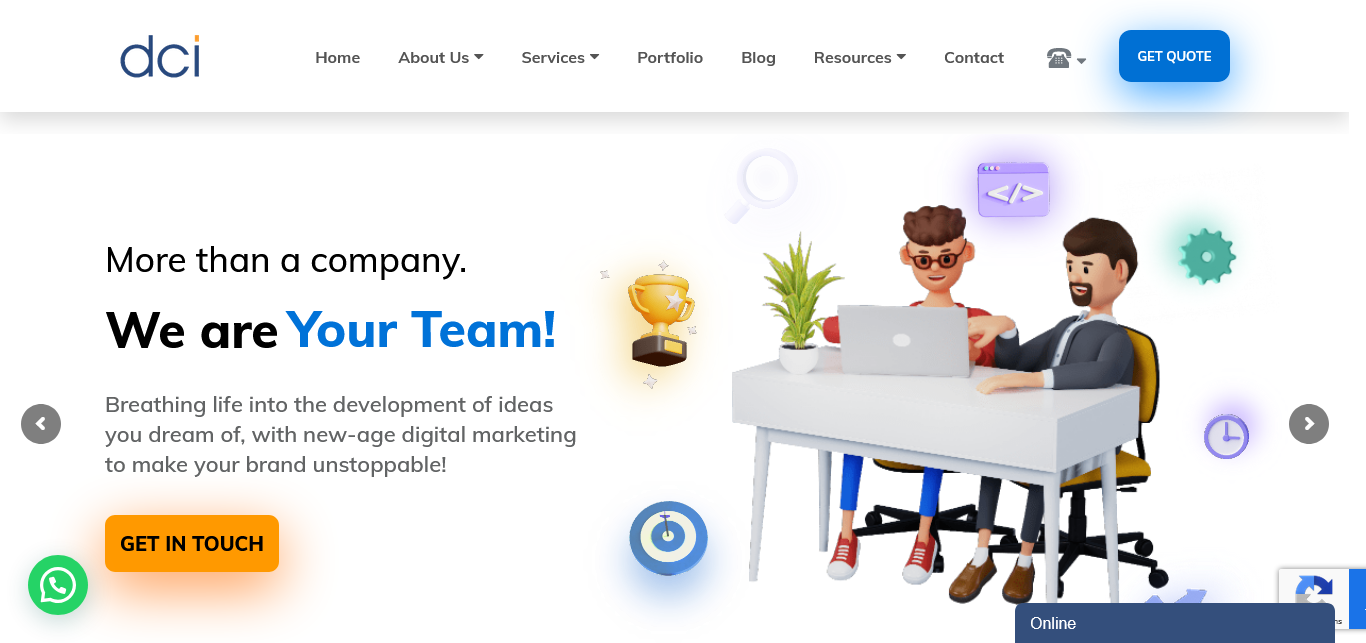 dci
Home
About Us
Services
Portfolio
Blog
Resources
Contact
GET QUOTE
More than a company.
We are Your Team!
Breathing life into the development of ideas
you dream of, with new-age digital marketing
to make your brand unstoppable!
GET IN TOUCH
</>
Online